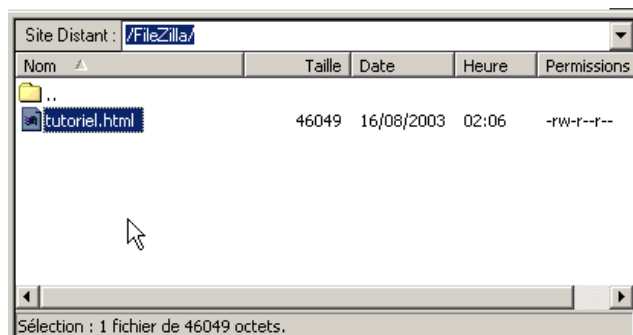 Site Distant : /FileZilla/
Nom Taille Date Heure Permissions
..
tutoriel.html 46049 16/08/2003 02:06 -rw-r--r--
Sélection : 1 fichier de 46049 octets.